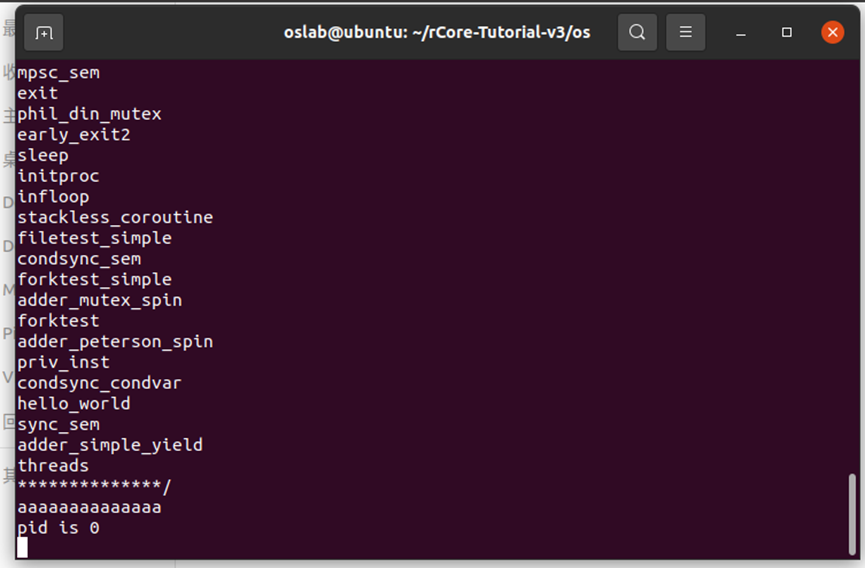 oslab@ubuntu: ~/rCore-Tutorial-v3/os
mpsc_sem
exit
phil_din_mutex
early_exit2
sleep
initproc
infloop
stackless_coroutine
filetest_simple
condsync_sem
forktest_simple
adder_mutex_spin
forktest
adder_peterson_spin
priv_inst
condsync_condvar
hello_world
sync_sem
adder_simple_yield
threads
**************/
aaaaaaaaaaaaaa
pid is 0